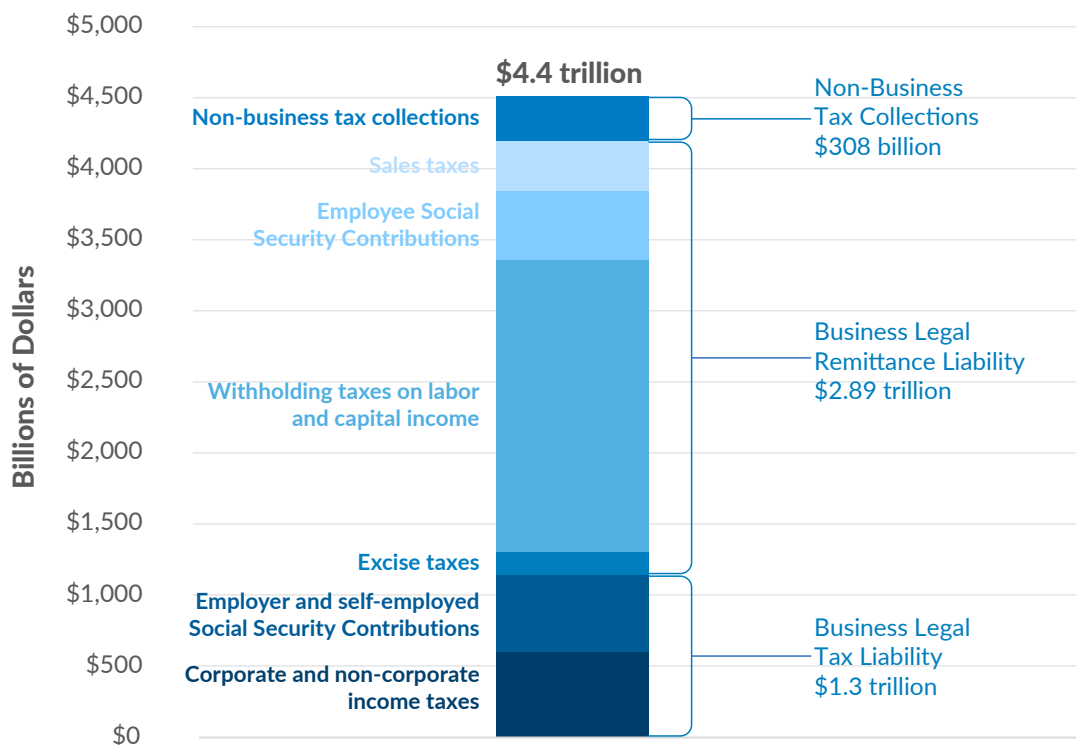 $5,000
$4,500
$4,000
$3,500
$3,000
$2,500
$2,000
$1,500
$1,000
$500
$0
Billions of Dollars
$4.4 trillion
Non-business tax collections
Sales taxes
Employee Social
Security Contributions
Withholding taxes on labor
and capital income
Excise taxes
Employer and self-employed
Social Security Contributions
Corporate and non-corporate
income taxes
Non-Business
Tax Collections
$308 billion
Business Legal
Remittance Liability
$2.89 trillion
Business Legal
Tax Liability
$1.3 trillion